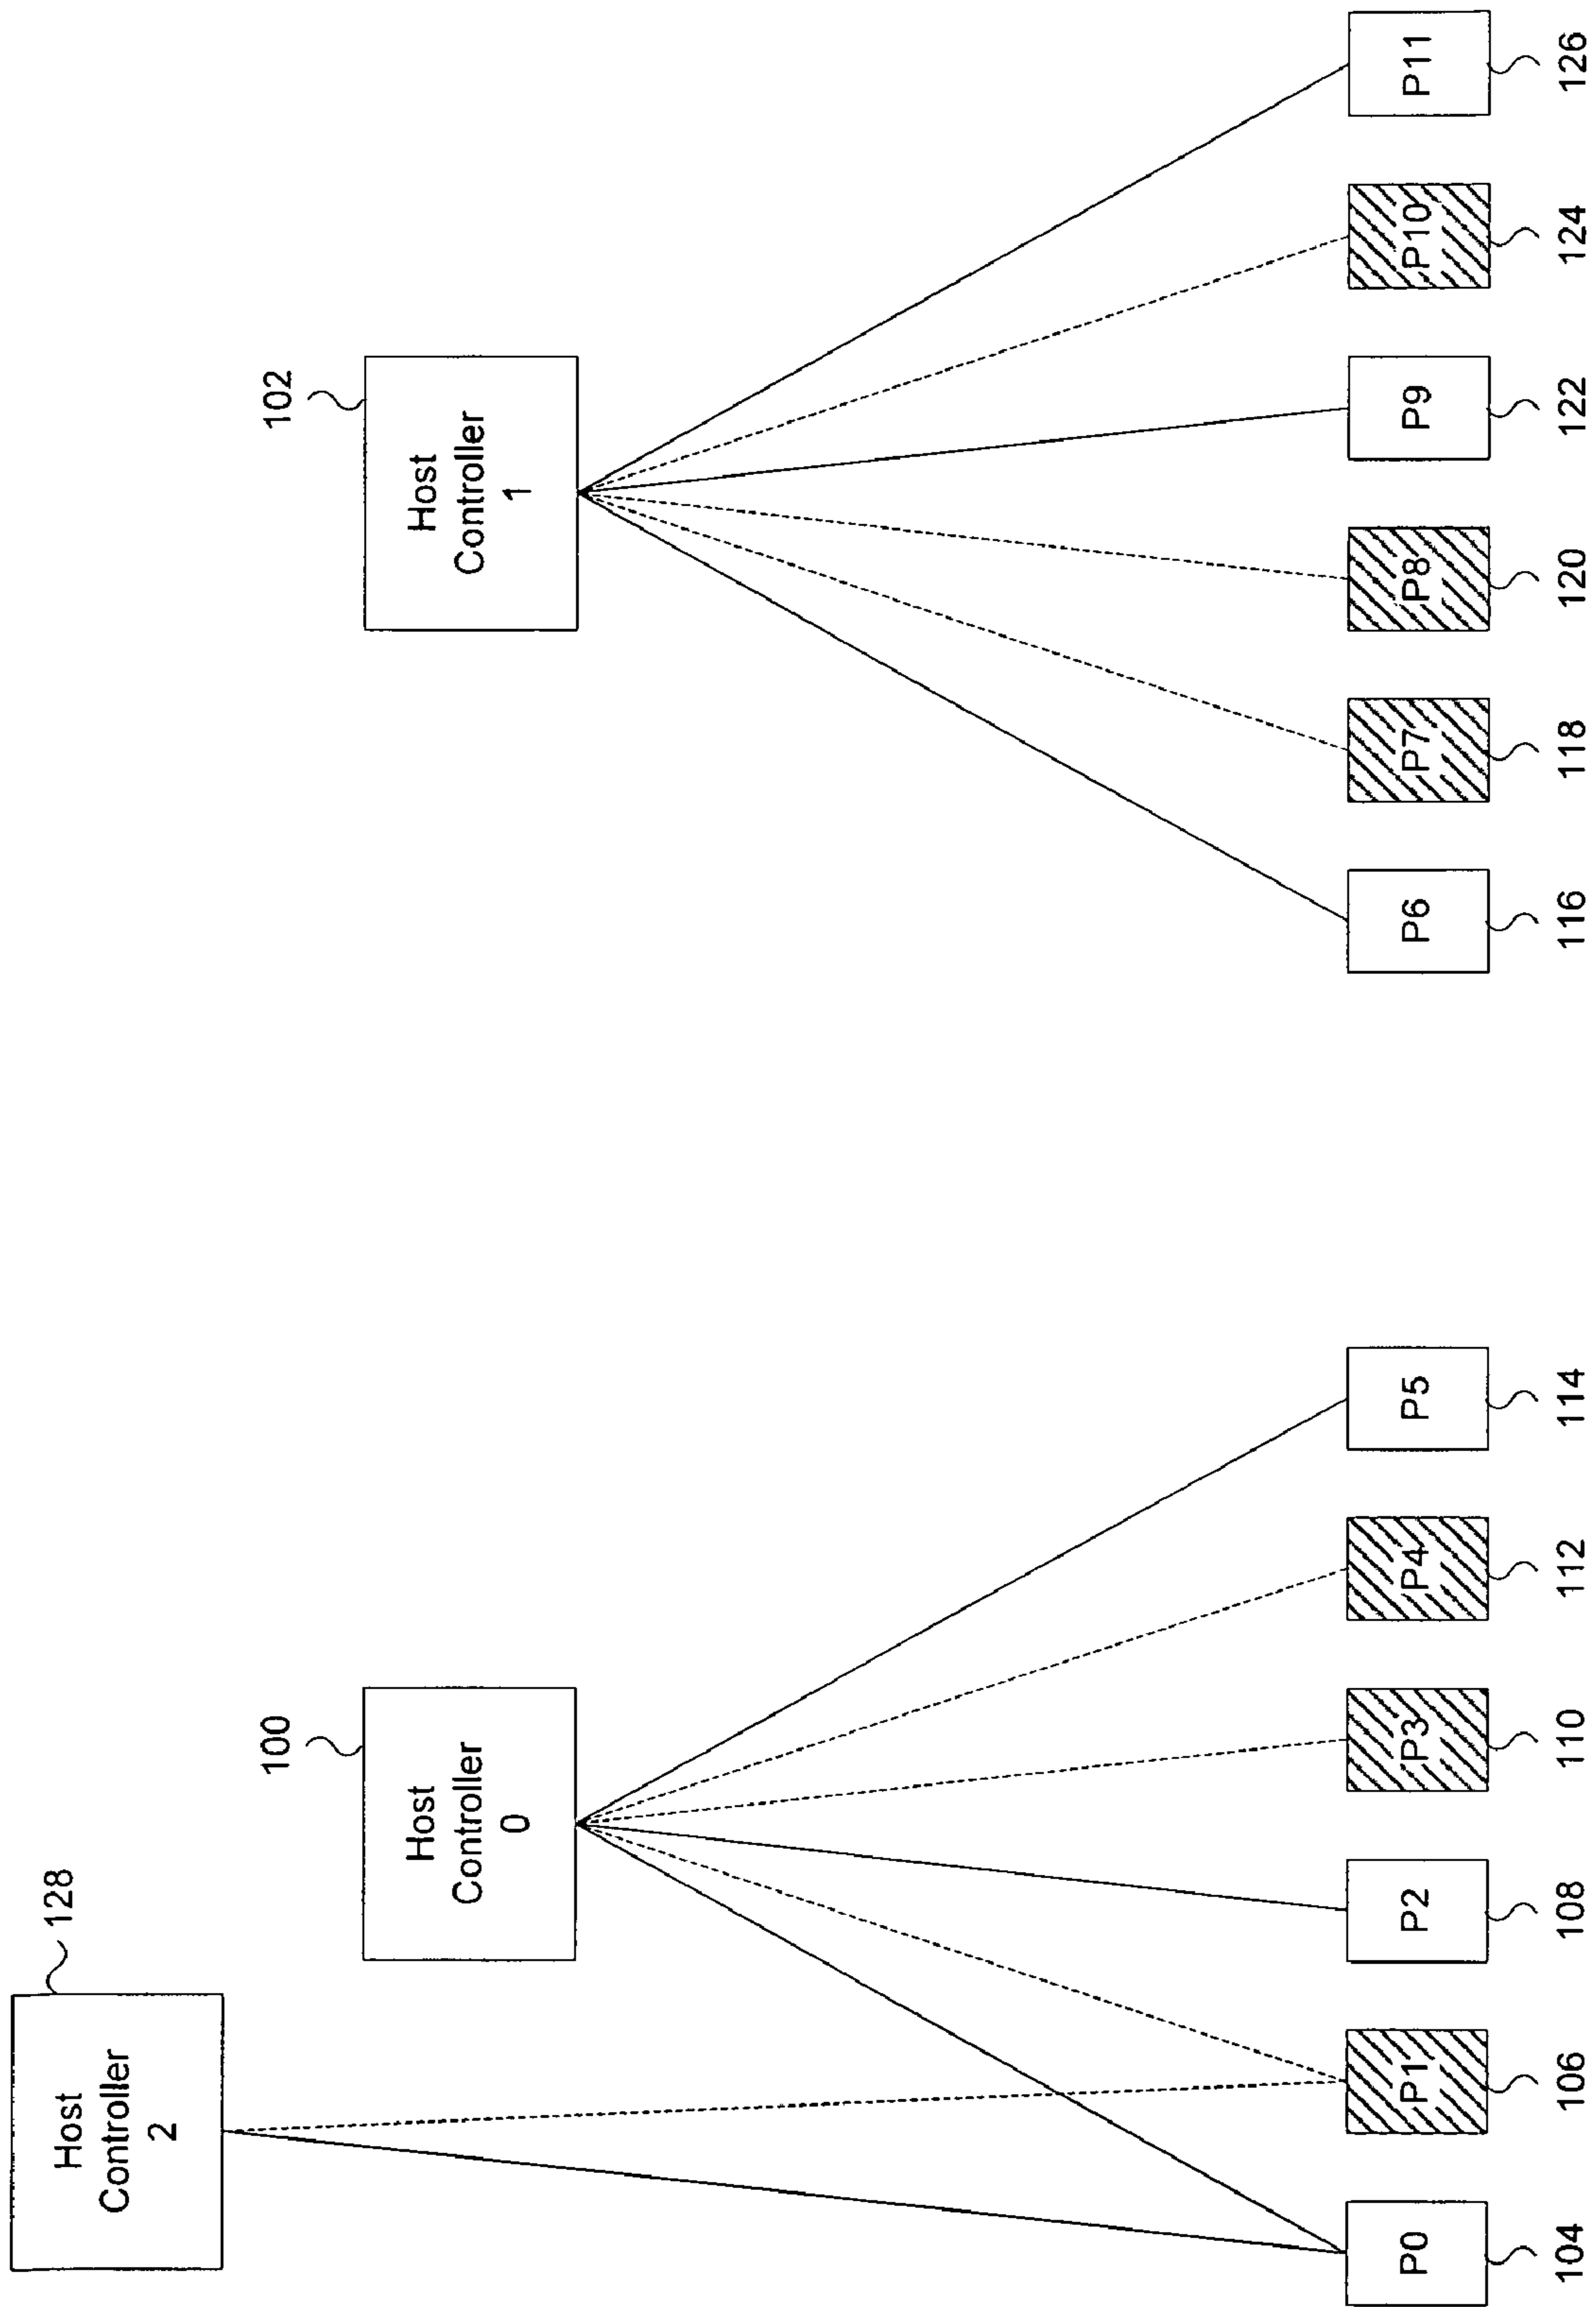 128
Host
Controller
2
100
Host
Controller
0
102
Host
Controller
1
P0
P1
P2
P3
P4
P5
P6
P7
P8
P9
P10
P11
104
106
108
110
112
114
116
118
120
122
124
126